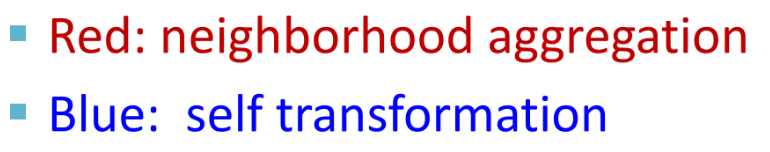 Red: neighborhood aggregation
Blue: self transformation